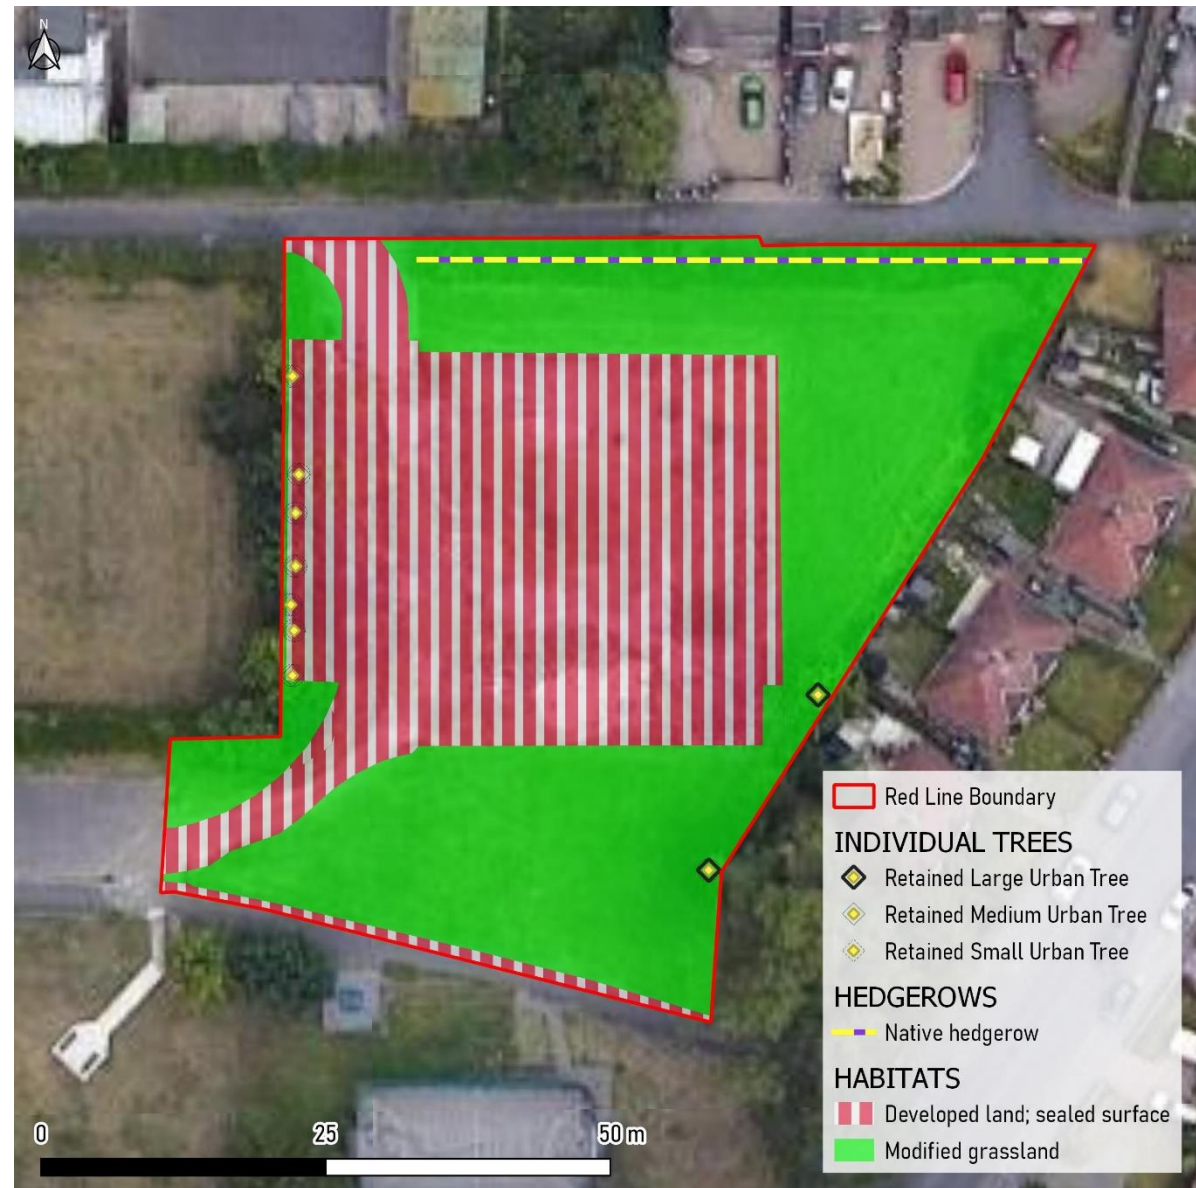 N
Red Line Boundary
INDIVIDUAL TREES
Retained Large Urban Tree
Retained Medium Urban Tree
Retained Small Urban Tree
HEDGEROWS
Native hedgerow
HABITATS
Developed land; sealed surface
Modified grassland
0 25 50 m